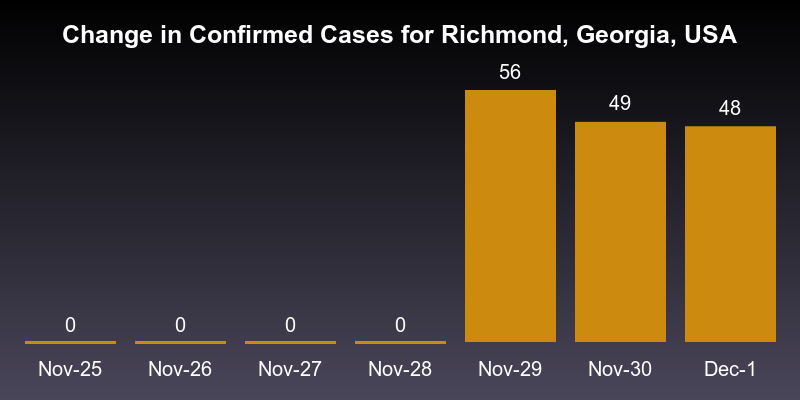 Change in Confirmed Cases for Richmond, Georgia, USA
56
49
48
0 0 0 0
Nov-25 Nov-26 Nov-27 Nov-28 Nov-29 Nov-30 Dec-1